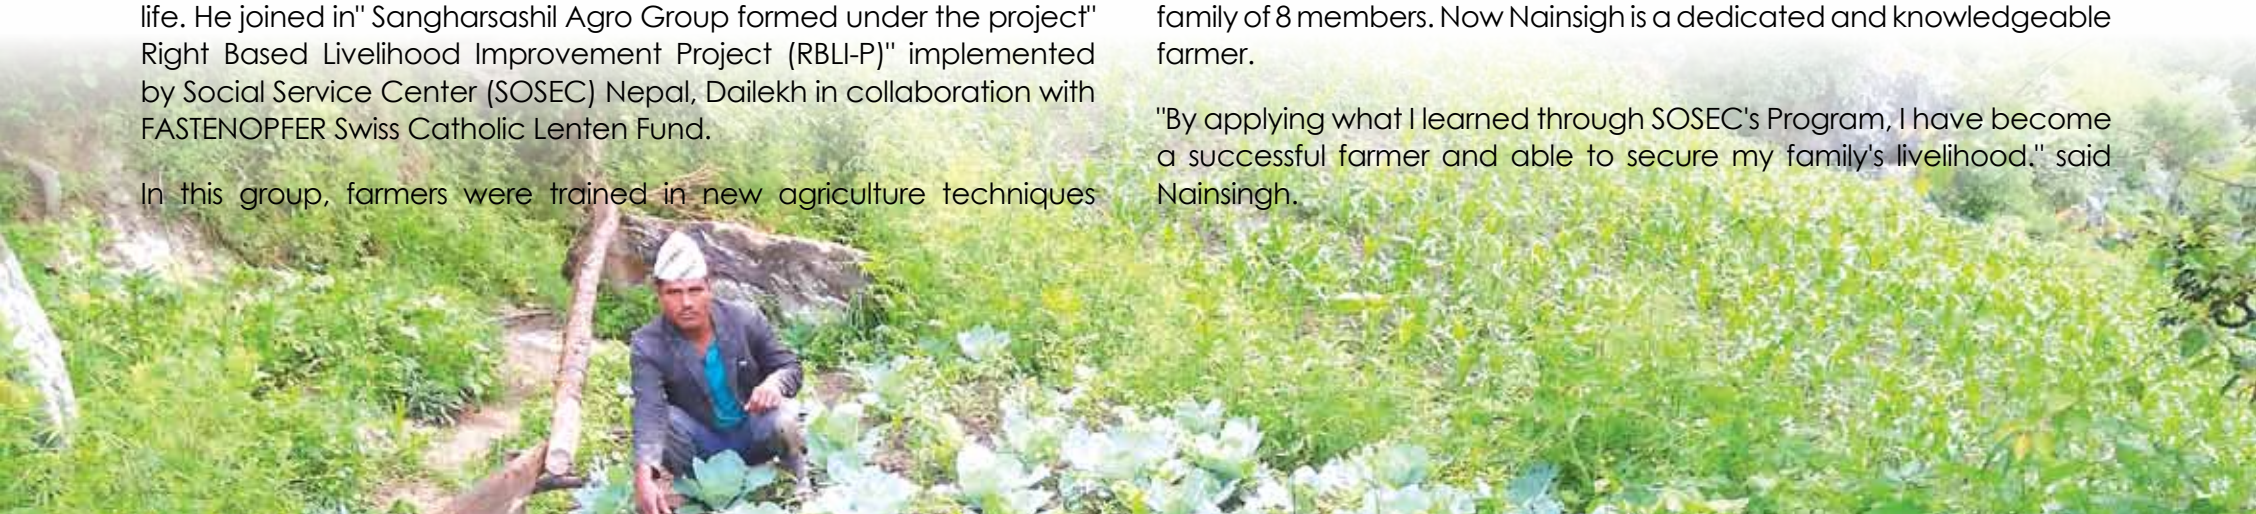 life. He joined in" Sangharsashil Agro Group formed under the project"
Right Based Livelihood Improvement Project (RBLI-P)" implemented
by Social Service Center (SOSEC) Nepal, Dailekh in collaboration with
FASTENOPFER Swiss Catholic Lenten Fund.
In this group, farmers were trained in new agriculture techniques
family of 8 members. Now Nainsigh is a dedicated and knowledgeable
farmer.
"By applying what I learned through SOSEC's Program, I have become
a successful farmer and able to secure my family's livelihood." said
Nainsingh.